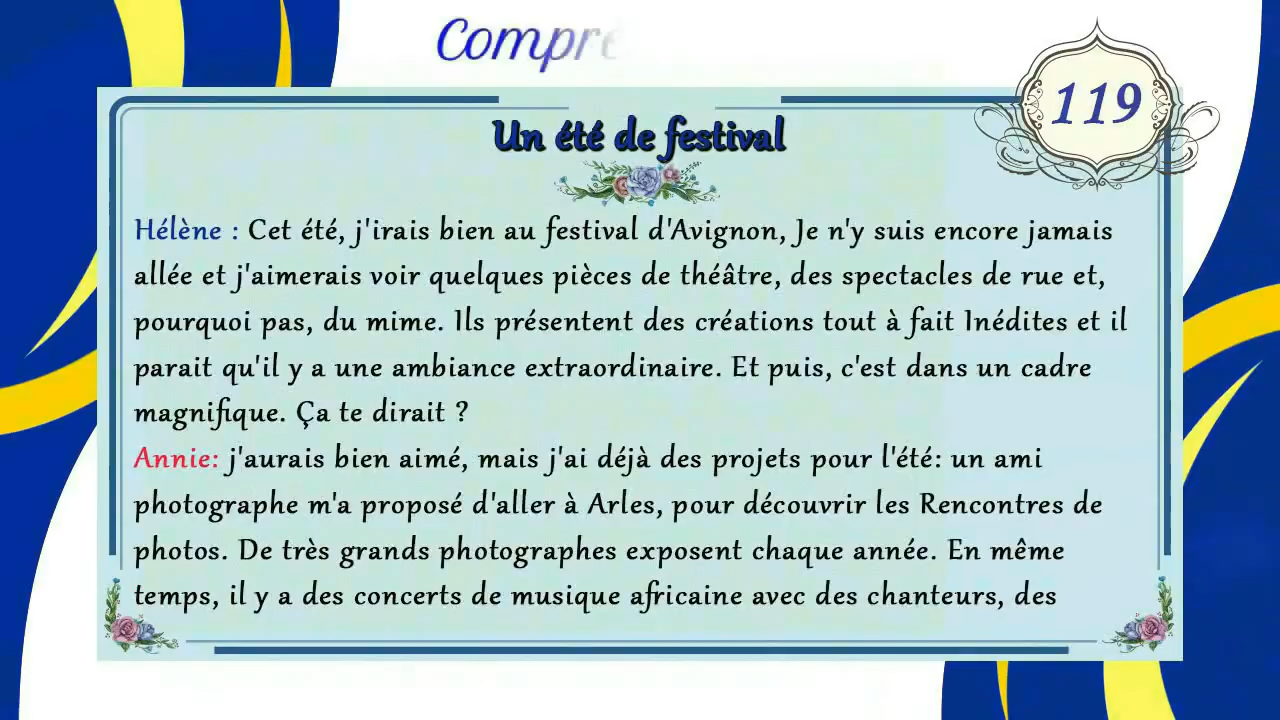 Compré
119
Un été de festival
Hélène : Cet été, j'irais bien au festival d'Avignon, Je n'y suis encore jamais
allée et j'aimerais voir quelques pièces de théâtre, des spectacles de rue et,
pourquoi pas, du mime. Ils présentent des créations tout à fait Inédites et il
parait qu'il y a une ambiance extraordinaire. Et puis, c'est dans un cadre
magnifique. Ça te dirait ?
Annie: j'aurais bien aimé, mais j'ai déjà des projets pour l'été: un ami
photographe m'a proposé d'aller à Arles, pour découvrir les Rencontres de
photos. De très grands photographes exposent chaque année. En même
temps, il y a des concerts de musique africaine avec des chanteurs, des